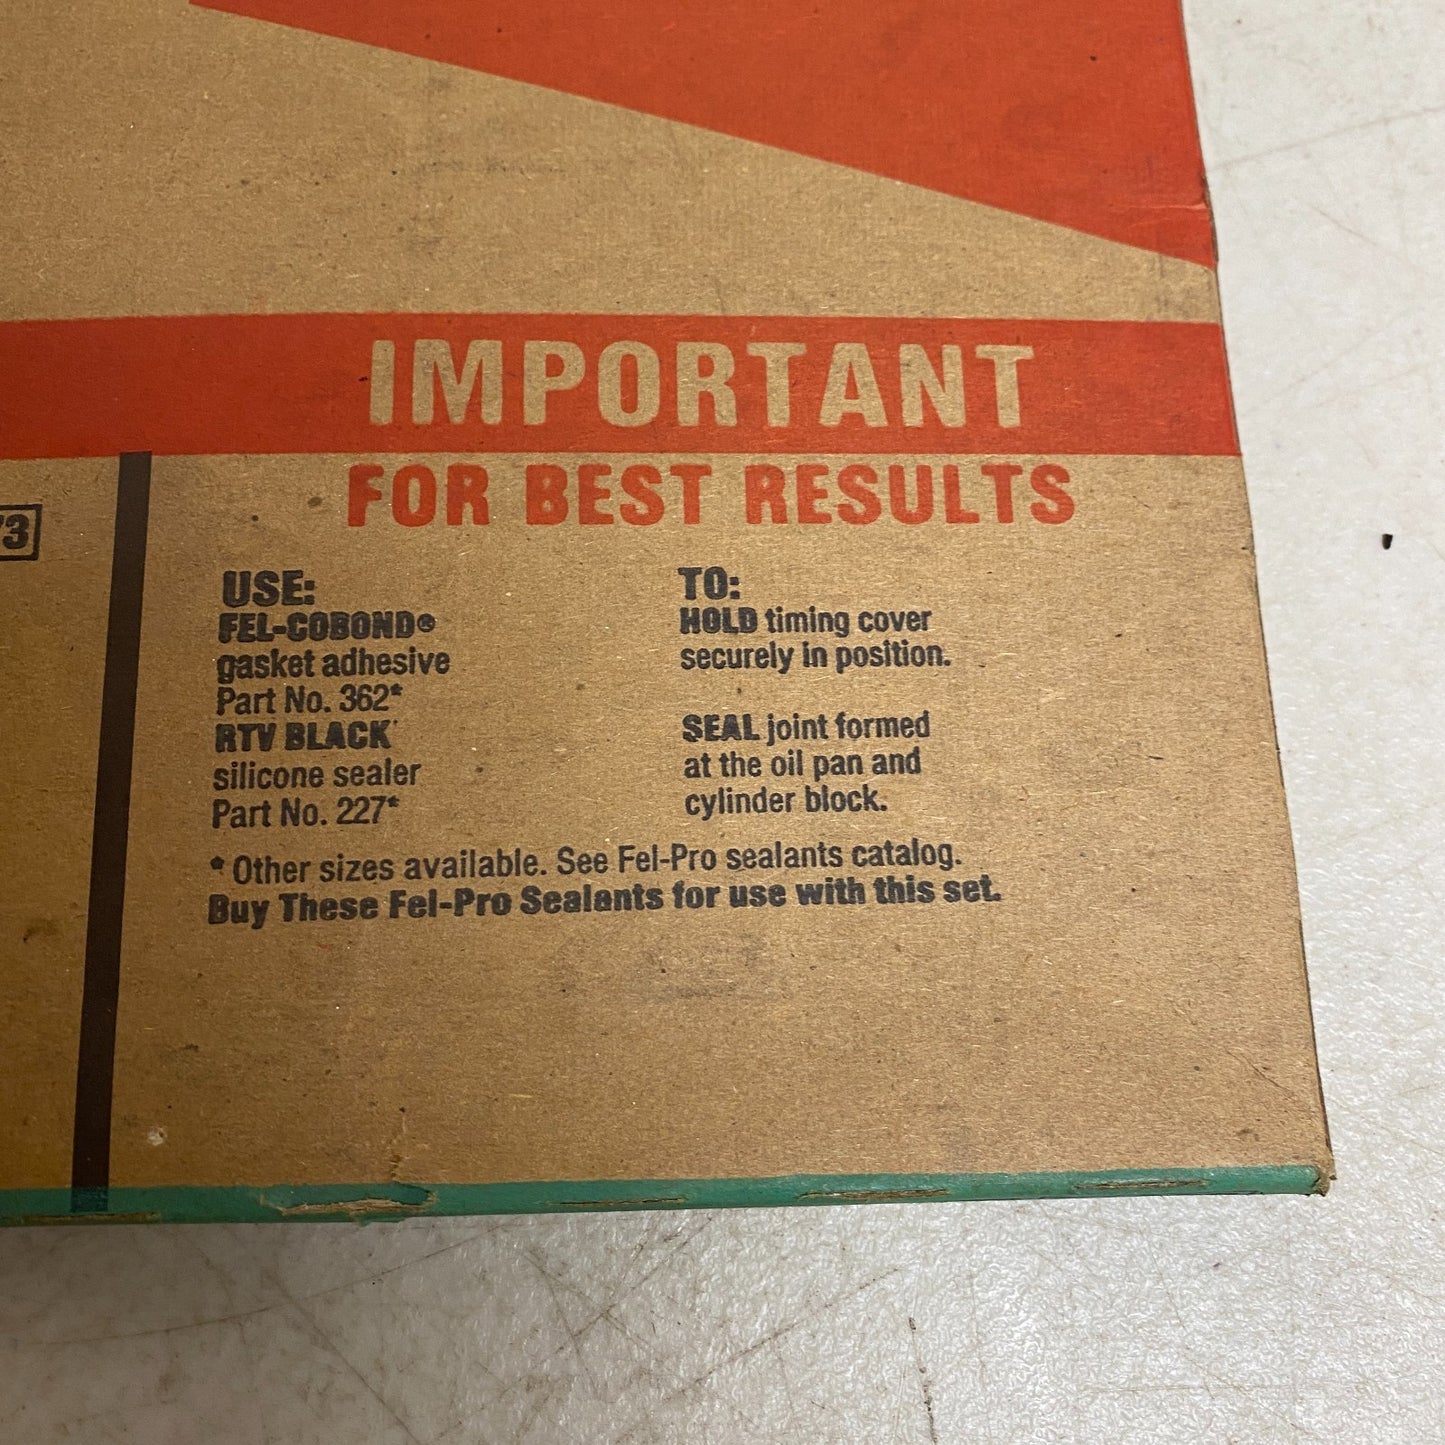 IMPORTANT
FOR BEST RESULTS
73
USE:
FEL-COBOND®
gasket adhesive
Part No. 362*
RTV BLACK
silicone sealer
Part No. 227*
TO:
HOLD timing cover
securely in position.
SEAL joint formed
at the oil pan and
cylinder block.
* Other sizes available. See Fel-Pro sealants catalog.
Buy These Fel-Pro Sealants for use with this set.